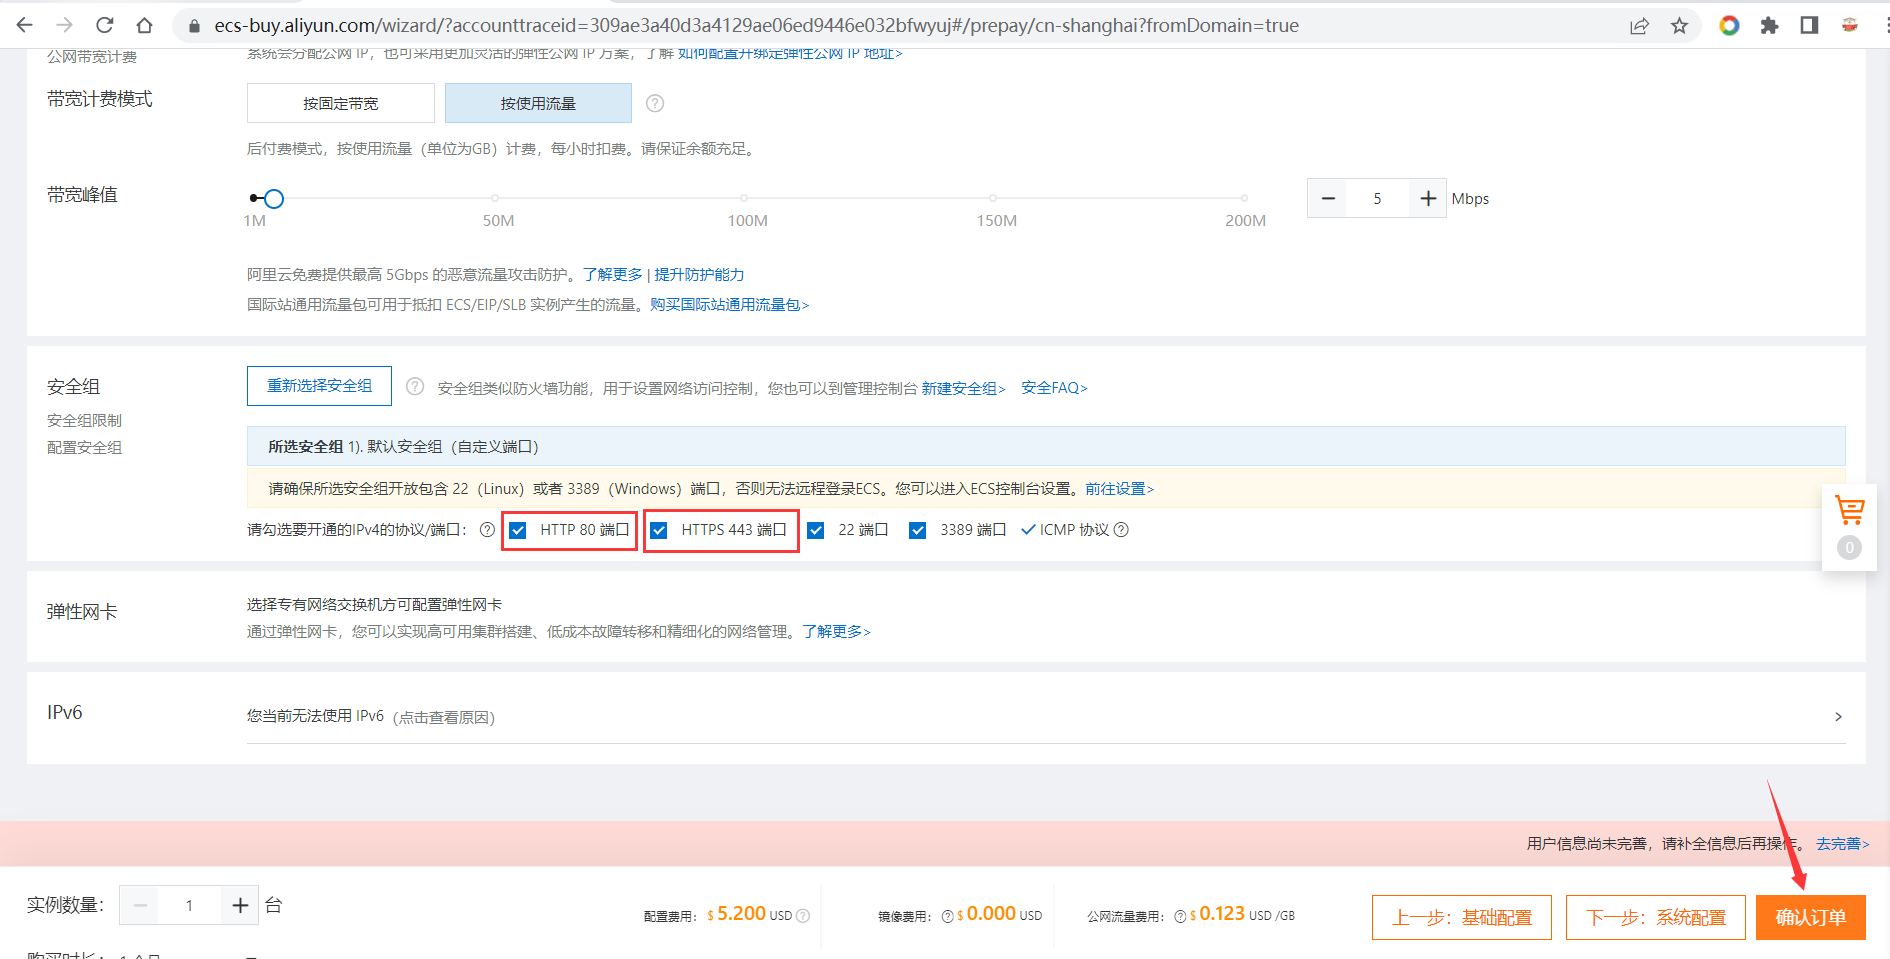 ecs-buy.aliyun.com/wizard/?accounttraceid=309ae3a40d3a4129ae06ed9446e032bfwyuj#/prepay/cn-shanghai?fromDomain=true
公网带宽计费
系统会分配公网 IP，也可采用更加灵活的弹性公网 IP 方案，了解 如何配置并绑定弹性公网 IP 地址>
带宽计费模式
按固定带宽
按使用流量
后付费模式，按使用流量（单位为GB）计费，每小时扣费。请保证余额充足。
带宽峰值
1M
50M
100M
150M
200M
5
Mbps
阿里云免费提供最高 5Gbps 的恶意流量攻击防护。了解更多 | 提升防护能力
国际站通用流量包可用于抵扣 ECS/EIP/SLB 实例产生的流量。购买国际站通用流量包>
安全组
安全组限制
配置安全组
重新选择安全组
安全组类似防火墙功能，用于设置网络访问控制，您也可以到管理控制台 新建安全组> 安全FAQ>
所选安全组 1). 默认安全组（自定义端口）
请确保所选安全组开放包含 22（Linux）或者 3389（Windows）端口，否则无法远程登录ECS。您可以进入ECS控制台设置。前往设置>
请勾选要开通的IPv4的协议/端口： HTTP 80 端口 HTTPS 443 端口 22 端口 3389 端口 ICMP 协议
0
弹性网卡
选择专有网络交换机方可配置弹性网卡
通过弹性网卡，您可以实现高可用集群搭建、低成本故障转移和精细化的网络管理。了解更多>
IPv6
您当前无法使用 IPv6 (点击查看原因)
用户信息尚未完善，请补全信息后再操作。 去完善>
实例数量： 1 台
配置费用： $ 5.200 USD
镜像费用： $ 0.000 USD
公网流量费用： $ 0.123 USD /GB
上一步：基础配置
下一步：系统配置
确认订单
购买时长： 1 个月